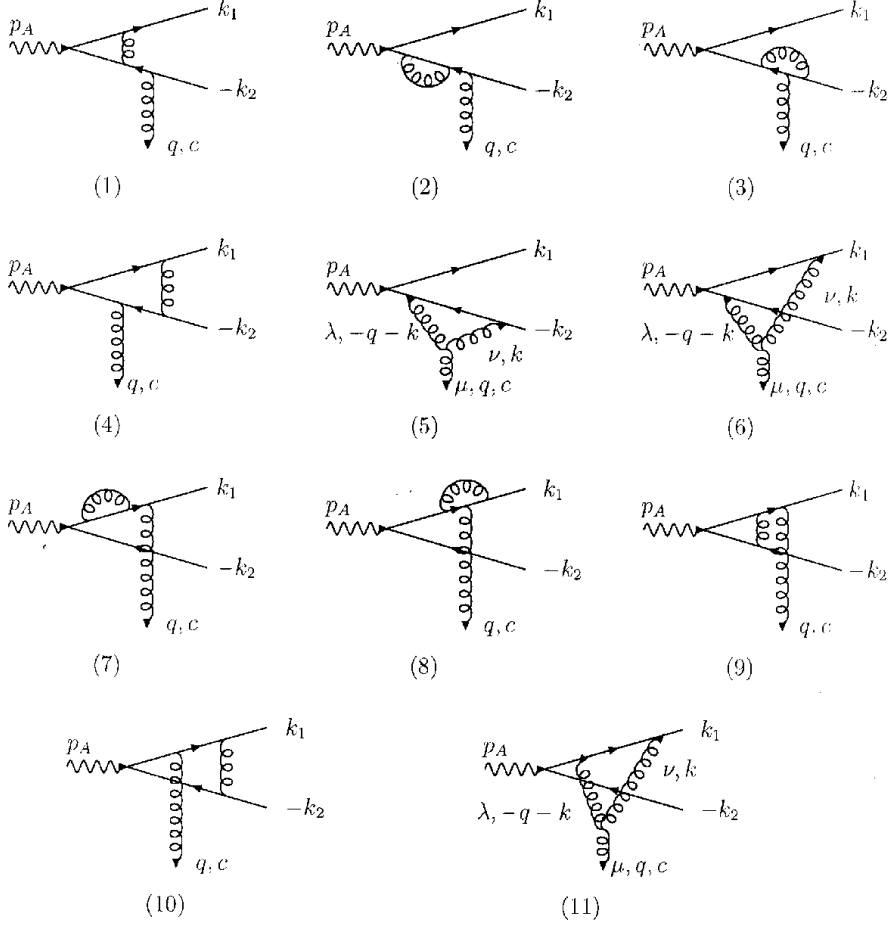 p_A k_1 p_A k_1 p_A k_1
-k_2 -k_2 -k_2
q, c q, c q, c
(1) (2) (3)
p_A k_1 p_A k_1 p_A k_1
ν, k
-k_2 λ, -q - k -k_2 λ, -q - k -k_2
ν, k
q, c μ, q, c μ, q, c
(4) (5) (6)
p_A k_1 p_A k_1 p_A k_1
-k_2 -k_2 -k_2
q, c q, c q, c
(7) (8) (9)
p_A k_1 p_A k_1
ν, k
-k_2 λ, -q - k -k_2
q, c μ, q, c
(10) (11)